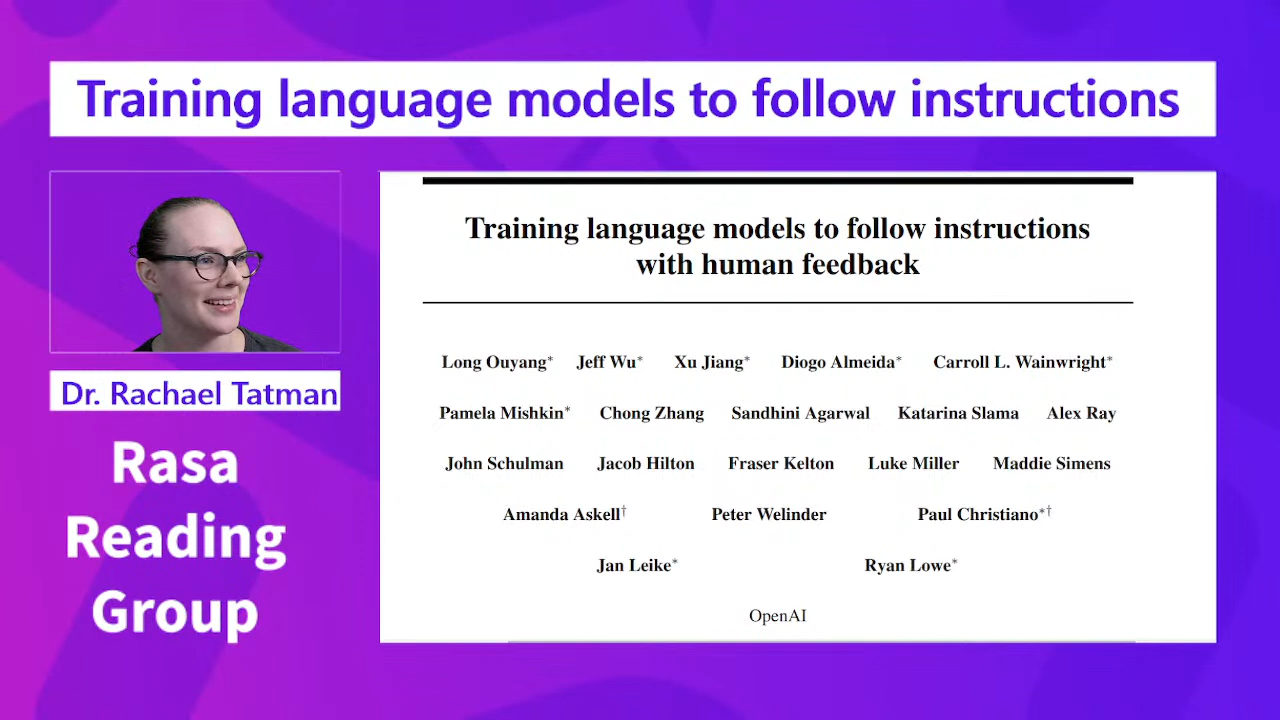 Training language models to follow instructions
Training language models to follow instructions
with human feedback
Long Ouyang* Jeff Wu* Xu Jiang* Diogo Almeida* Carroll L. Wainwright*
Pamela Mishkin* Chong Zhang Sandhini Agarwal Katarina Slama Alex Ray
John Schulman Jacob Hilton Fraser Kelton Luke Miller Maddie Simens
Amanda Askell† Peter Welinder Paul Christiano*†
Jan Leike* Ryan Lowe*
OpenAI
Dr. Rachael Tatman
Rasa
Reading
Group